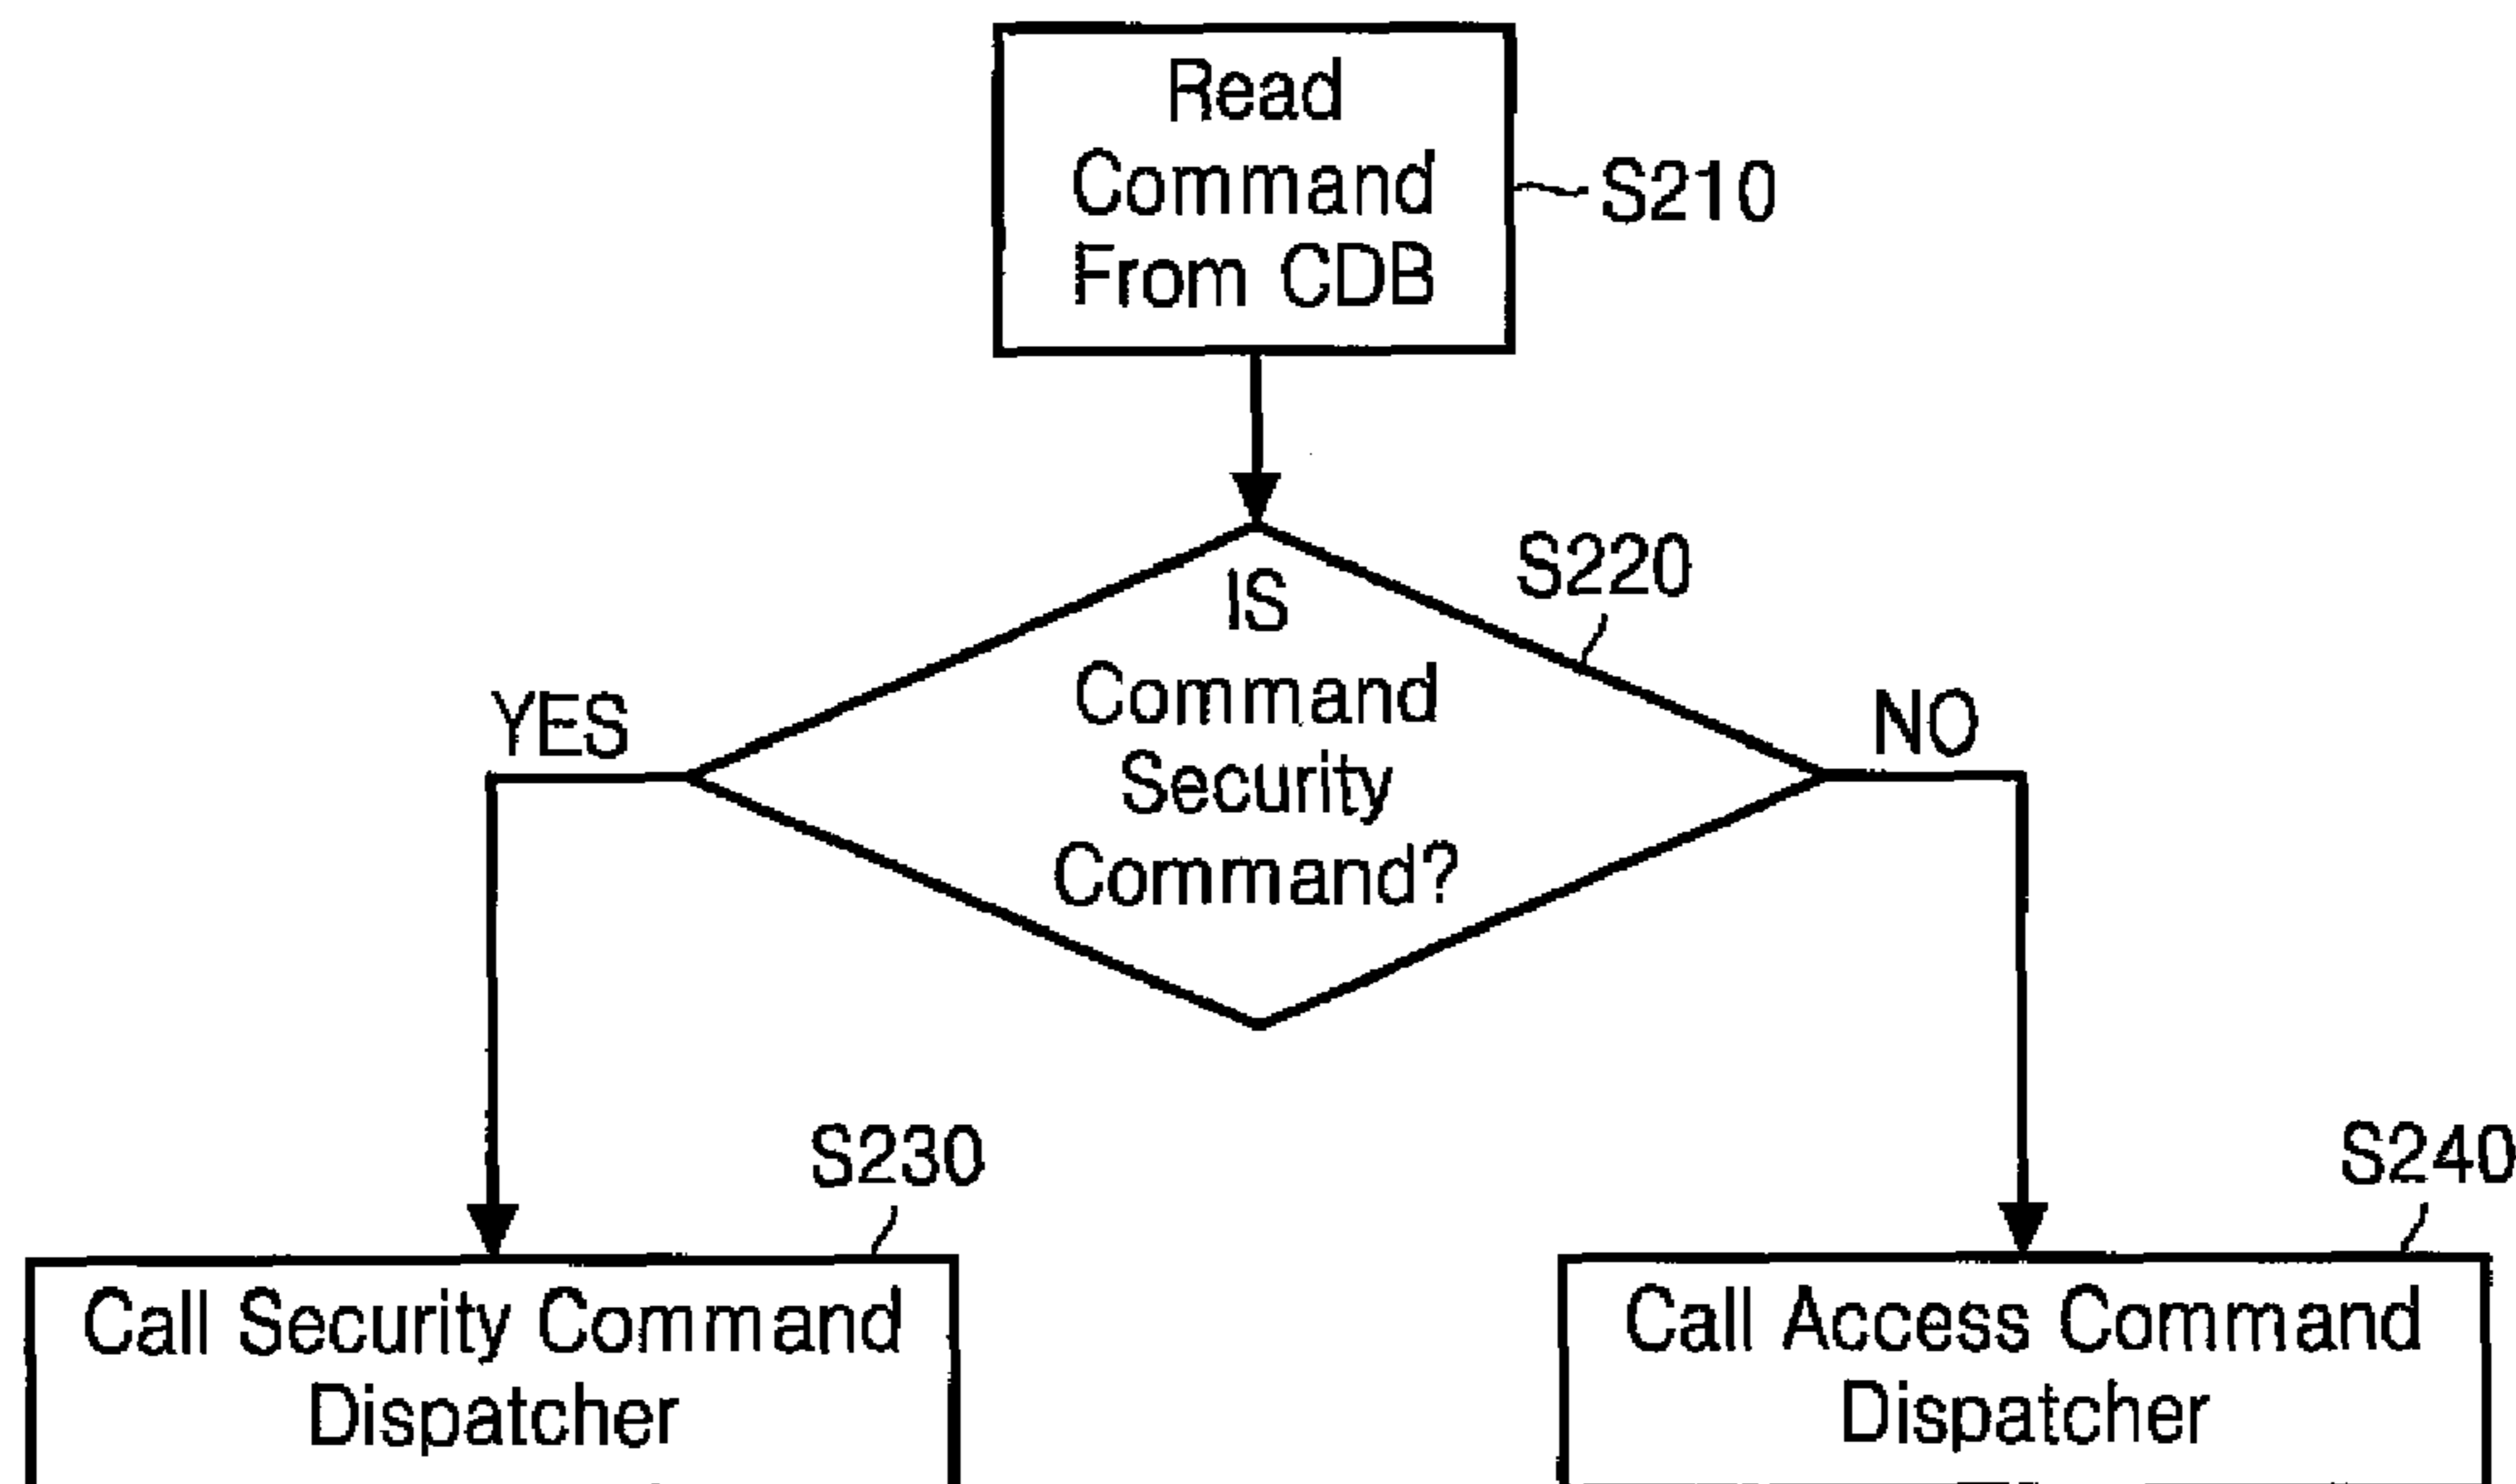 Read
Command
From CDB
S210
S220
IS
Command
Security
Command?
YES
NO
S230
S240
Call Security Command
Dispatcher
Call Access Command
Dispatcher